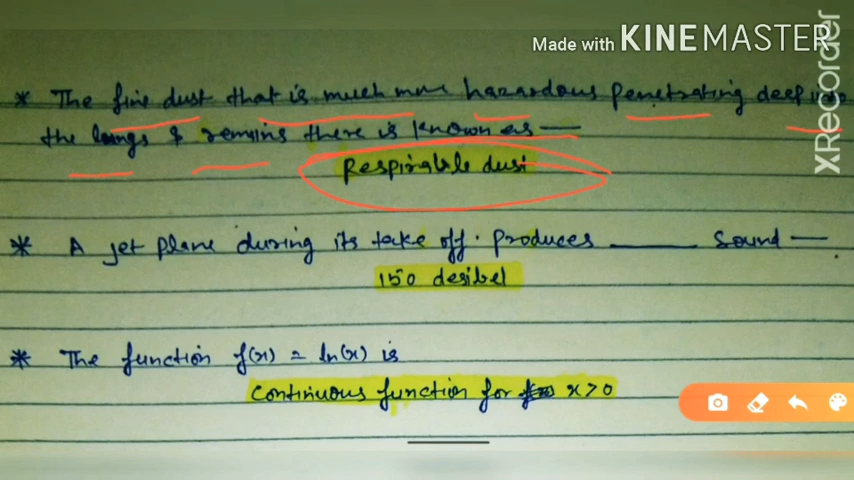 Made with KINEMASTER
XRecorder
* The fine dust that is much more hazardous penetrating deep into
the lungs & remains there is known as —
Respirable dust
* A jet plane during its take off. produces ____ Sound —
150 desibel
* The function f(x) = ln(x) is
Continuous function for x>0